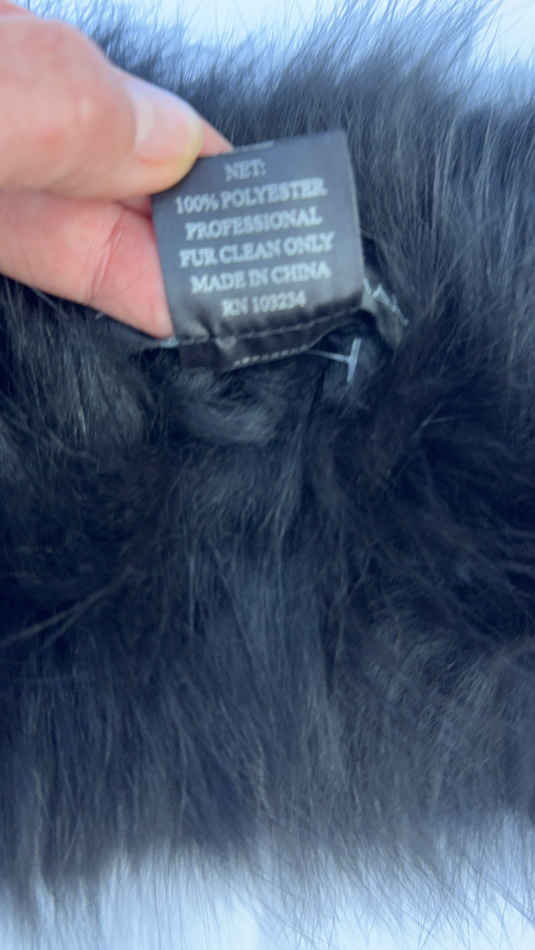 NET:
100% POLYESTER
PROFESSIONAL
FUR CLEAN ONLY
MADE IN CHINA
RN 103234